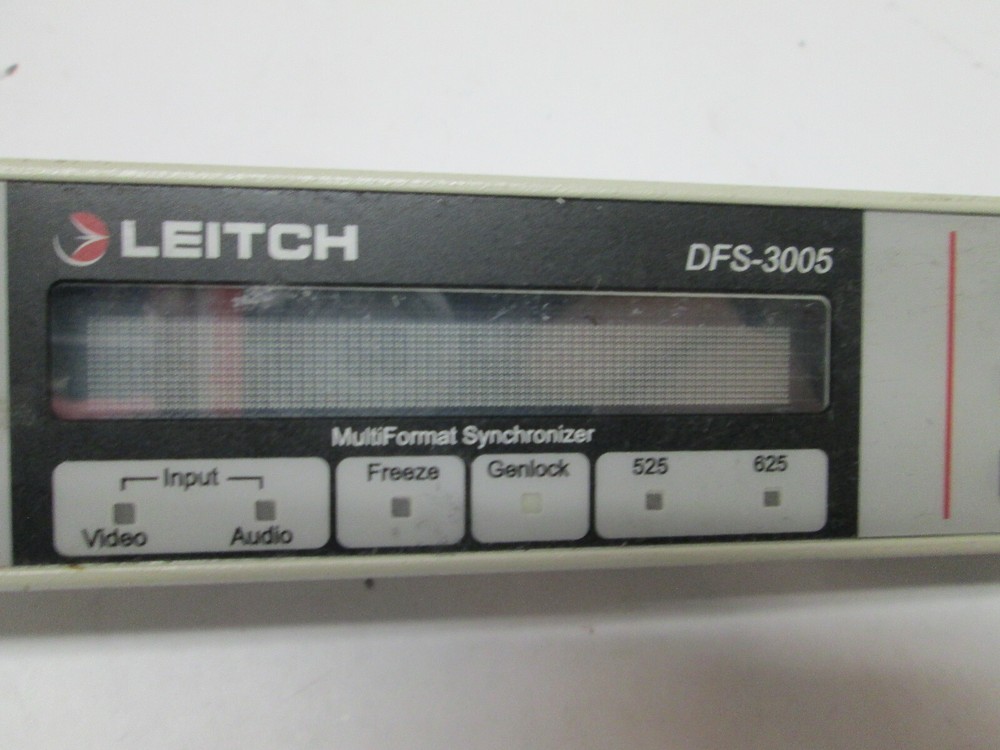 LEITCH
DFS-3005
MultiFormat Synchronizer
Input
Video Audio
Freeze
Genlock
525 625